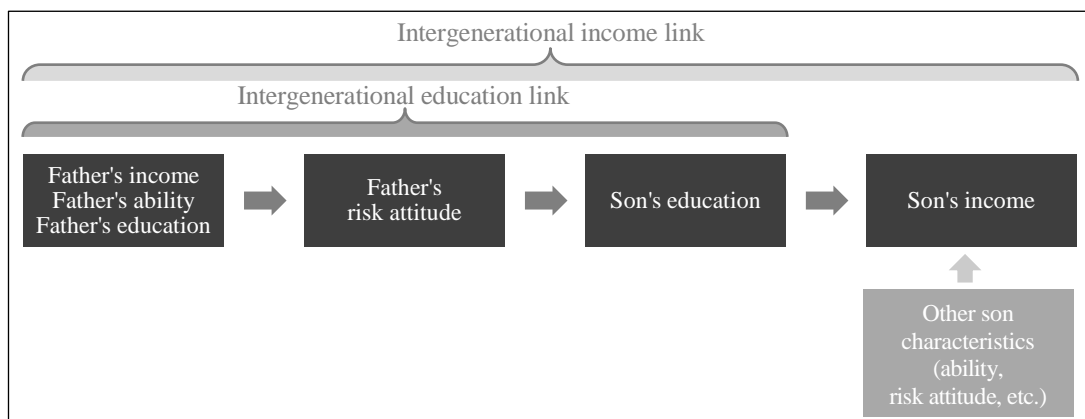 Intergenerational income link
Intergenerational education link
Father's income
Father's ability
Father's education
Father's
risk attitude
Son's education
Son's income
Other son
characteristics
(ability,
risk attitude, etc.)